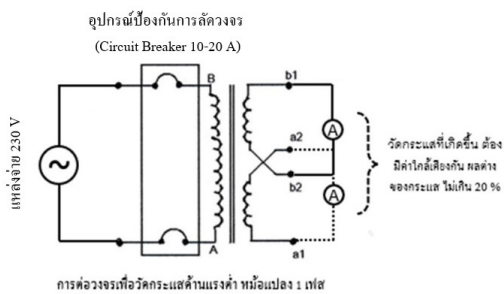 อุปกรณ์ป้องกันการลัดวงจร
(Circuit Breaker 10-20 A)
แหล่งจ่าย 230 V
B
A
b1
a2
b2
a1
A
A
วัดกระแสที่เกิดขึ้น ต้อง
มีค่าใกล้เคียงกัน ผลต่าง
ของกระแส ไม่เกิน 20 %
การต่อวงจรเพื่อวัดกระแสด้านแรงต่ำ หม้อแปลง 1 เฟส